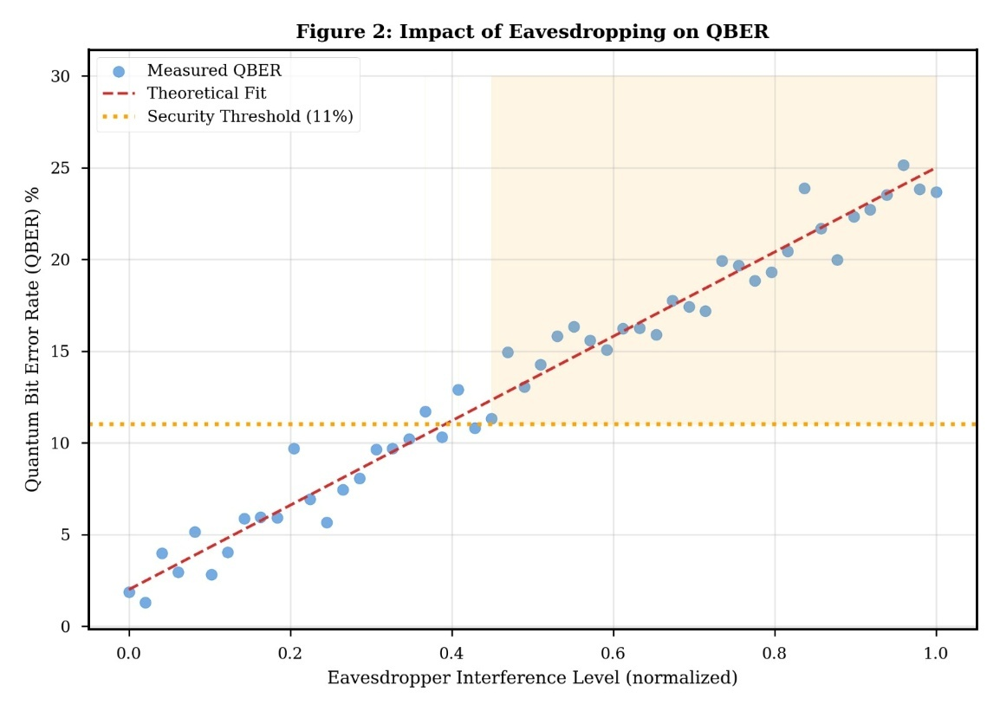 Figure 2: Impact of Eavesdropping on QBER
Measured QBER
Theoretical Fit
Security Threshold (11%)
Quantum Bit Error Rate (QBER) %
30
25
20
15
10
5
0
0.0 0.2 0.4 0.6 0.8 1.0
Eavesdropper Interference Level (normalized)